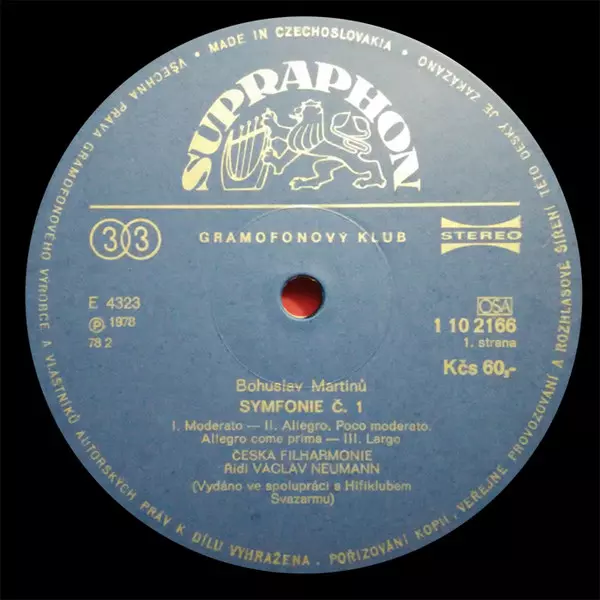 VŠECHNA PRÁVA GRAMOFONOVÉHO VÝROBCE A VLASTNÍKŮ AUTORSKÝCH PRÁV K DÍLU VYHRAŽENA. POŘIZOVÁNÍ KOPIÍ, VEŘEJNÉ PROVOZOVÁNÍ A ROZHLASOVÉ ŠÍŘENÍ TÉTO DESKY JE ZAKÁZÁNO
• MADE IN CZECHOSLOVAKIA •
SUPRAPHON
33
GRAMOFONOVÝ KLUB
STEREO
E 4323
Ⓟ 1978
78 2
OSA
1 10 2166
1. strana
Kčs 60,-
Bohuslav Martinů
SYMFONIE Č. 1
I. Moderato — II. Allegro. Poco moderato.
Allegro come prima — III. Largo
ČESKÁ FILHARMONIE
Řídí VÁCLAV NEUMANN
(Vydáno ve spolupráci s Hifiklubem
Svazarmu)